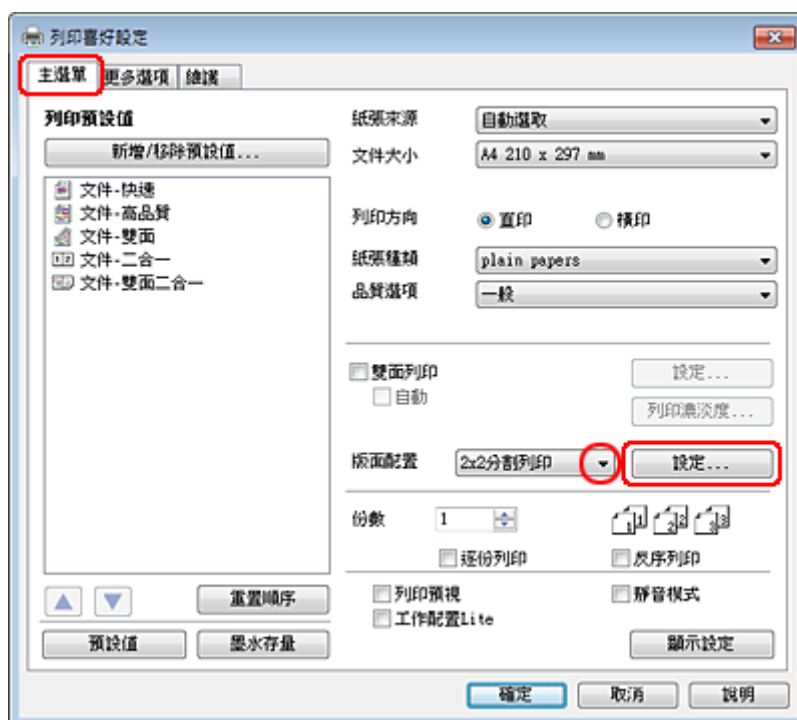 列印喜好設定
主選單 更多選項 維護
列印預設值
新增/移除預設值...
文件-快速
文件-高品質
文件-雙面
文件-二合一
文件-雙面二合一
重置順序
預設值 墨水存量
紙張來源 自動選取
文件大小 A4 210 x 297 mm
列印方向 直印 橫印
紙張種類 plain papers
品質選項 一般
雙面列印 設定...
自動 列印濃淡度...
版面配置 2x2分割列印 設定...
份數 1 1 1 2 2 3 3
逐份列印 反序列印
列印預視 靜音模式
工作配置Lite
顯示設定
確定 取消 說明